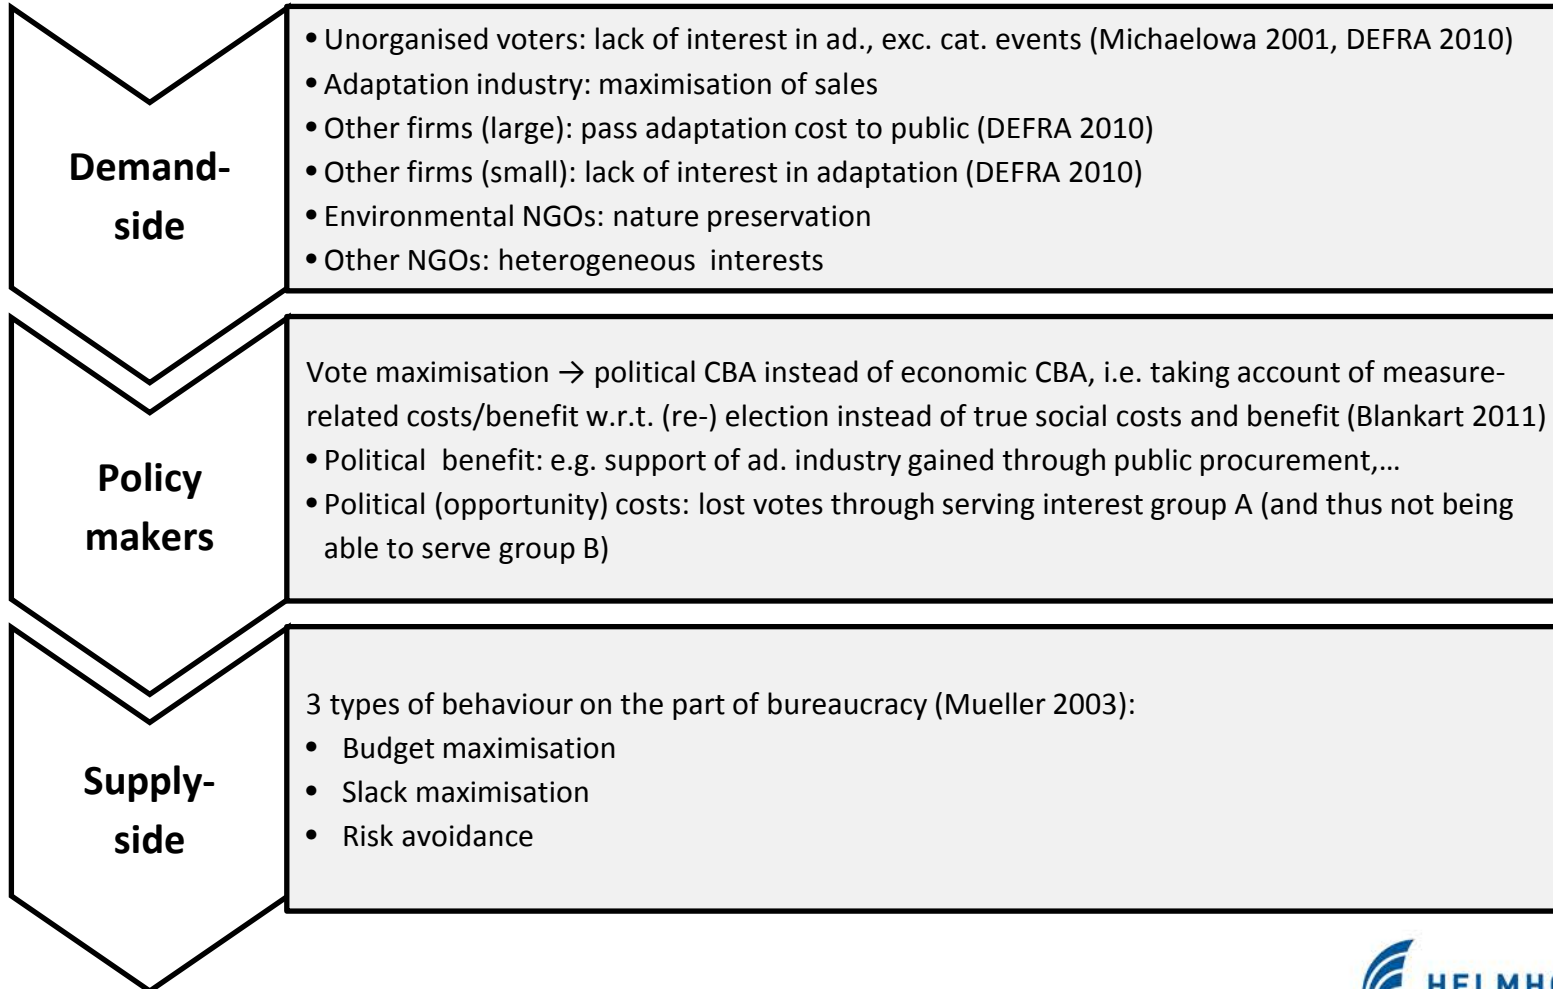 Demand-
side
• Unorganised voters: lack of interest in ad., exc. cat. events (Michaelowa 2001, DEFRA 2010)
• Adaptation industry: maximisation of sales
• Other firms (large): pass adaptation cost to public (DEFRA 2010)
• Other firms (small): lack of interest in adaptation (DEFRA 2010)
• Environmental NGOs: nature preservation
• Other NGOs: heterogeneous interests
Policy
makers
Vote maximisation → political CBA instead of economic CBA, i.e. taking account of measure-
related costs/benefit w.r.t. (re-) election instead of true social costs and benefit (Blankart 2011)
• Political benefit: e.g. support of ad. industry gained through public procurement,…
• Political (opportunity) costs: lost votes through serving interest group A (and thus not being
able to serve group B)
Supply-
side
3 types of behaviour on the part of bureaucracy (Mueller 2003):
• Budget maximisation
• Slack maximisation
• Risk avoidance